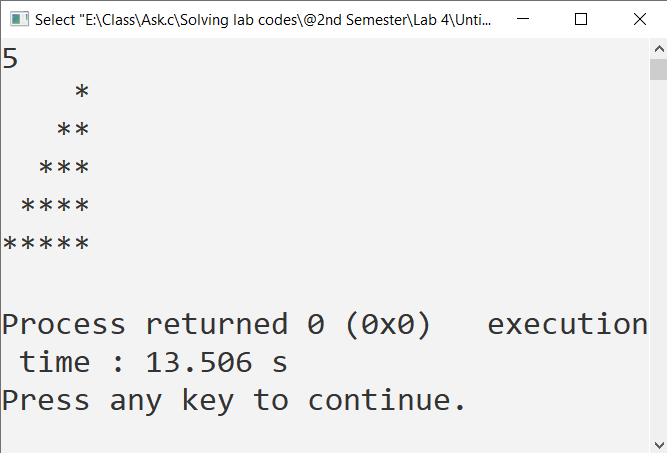 Select "E:\Class\Ask.c\Solving lab codes\@2nd Semester\Lab 4\Unti...
5
    *
   **
  ***
 ****
*****
Process returned 0 (0x0)   execution
 time : 13.506 s
Press any key to continue.